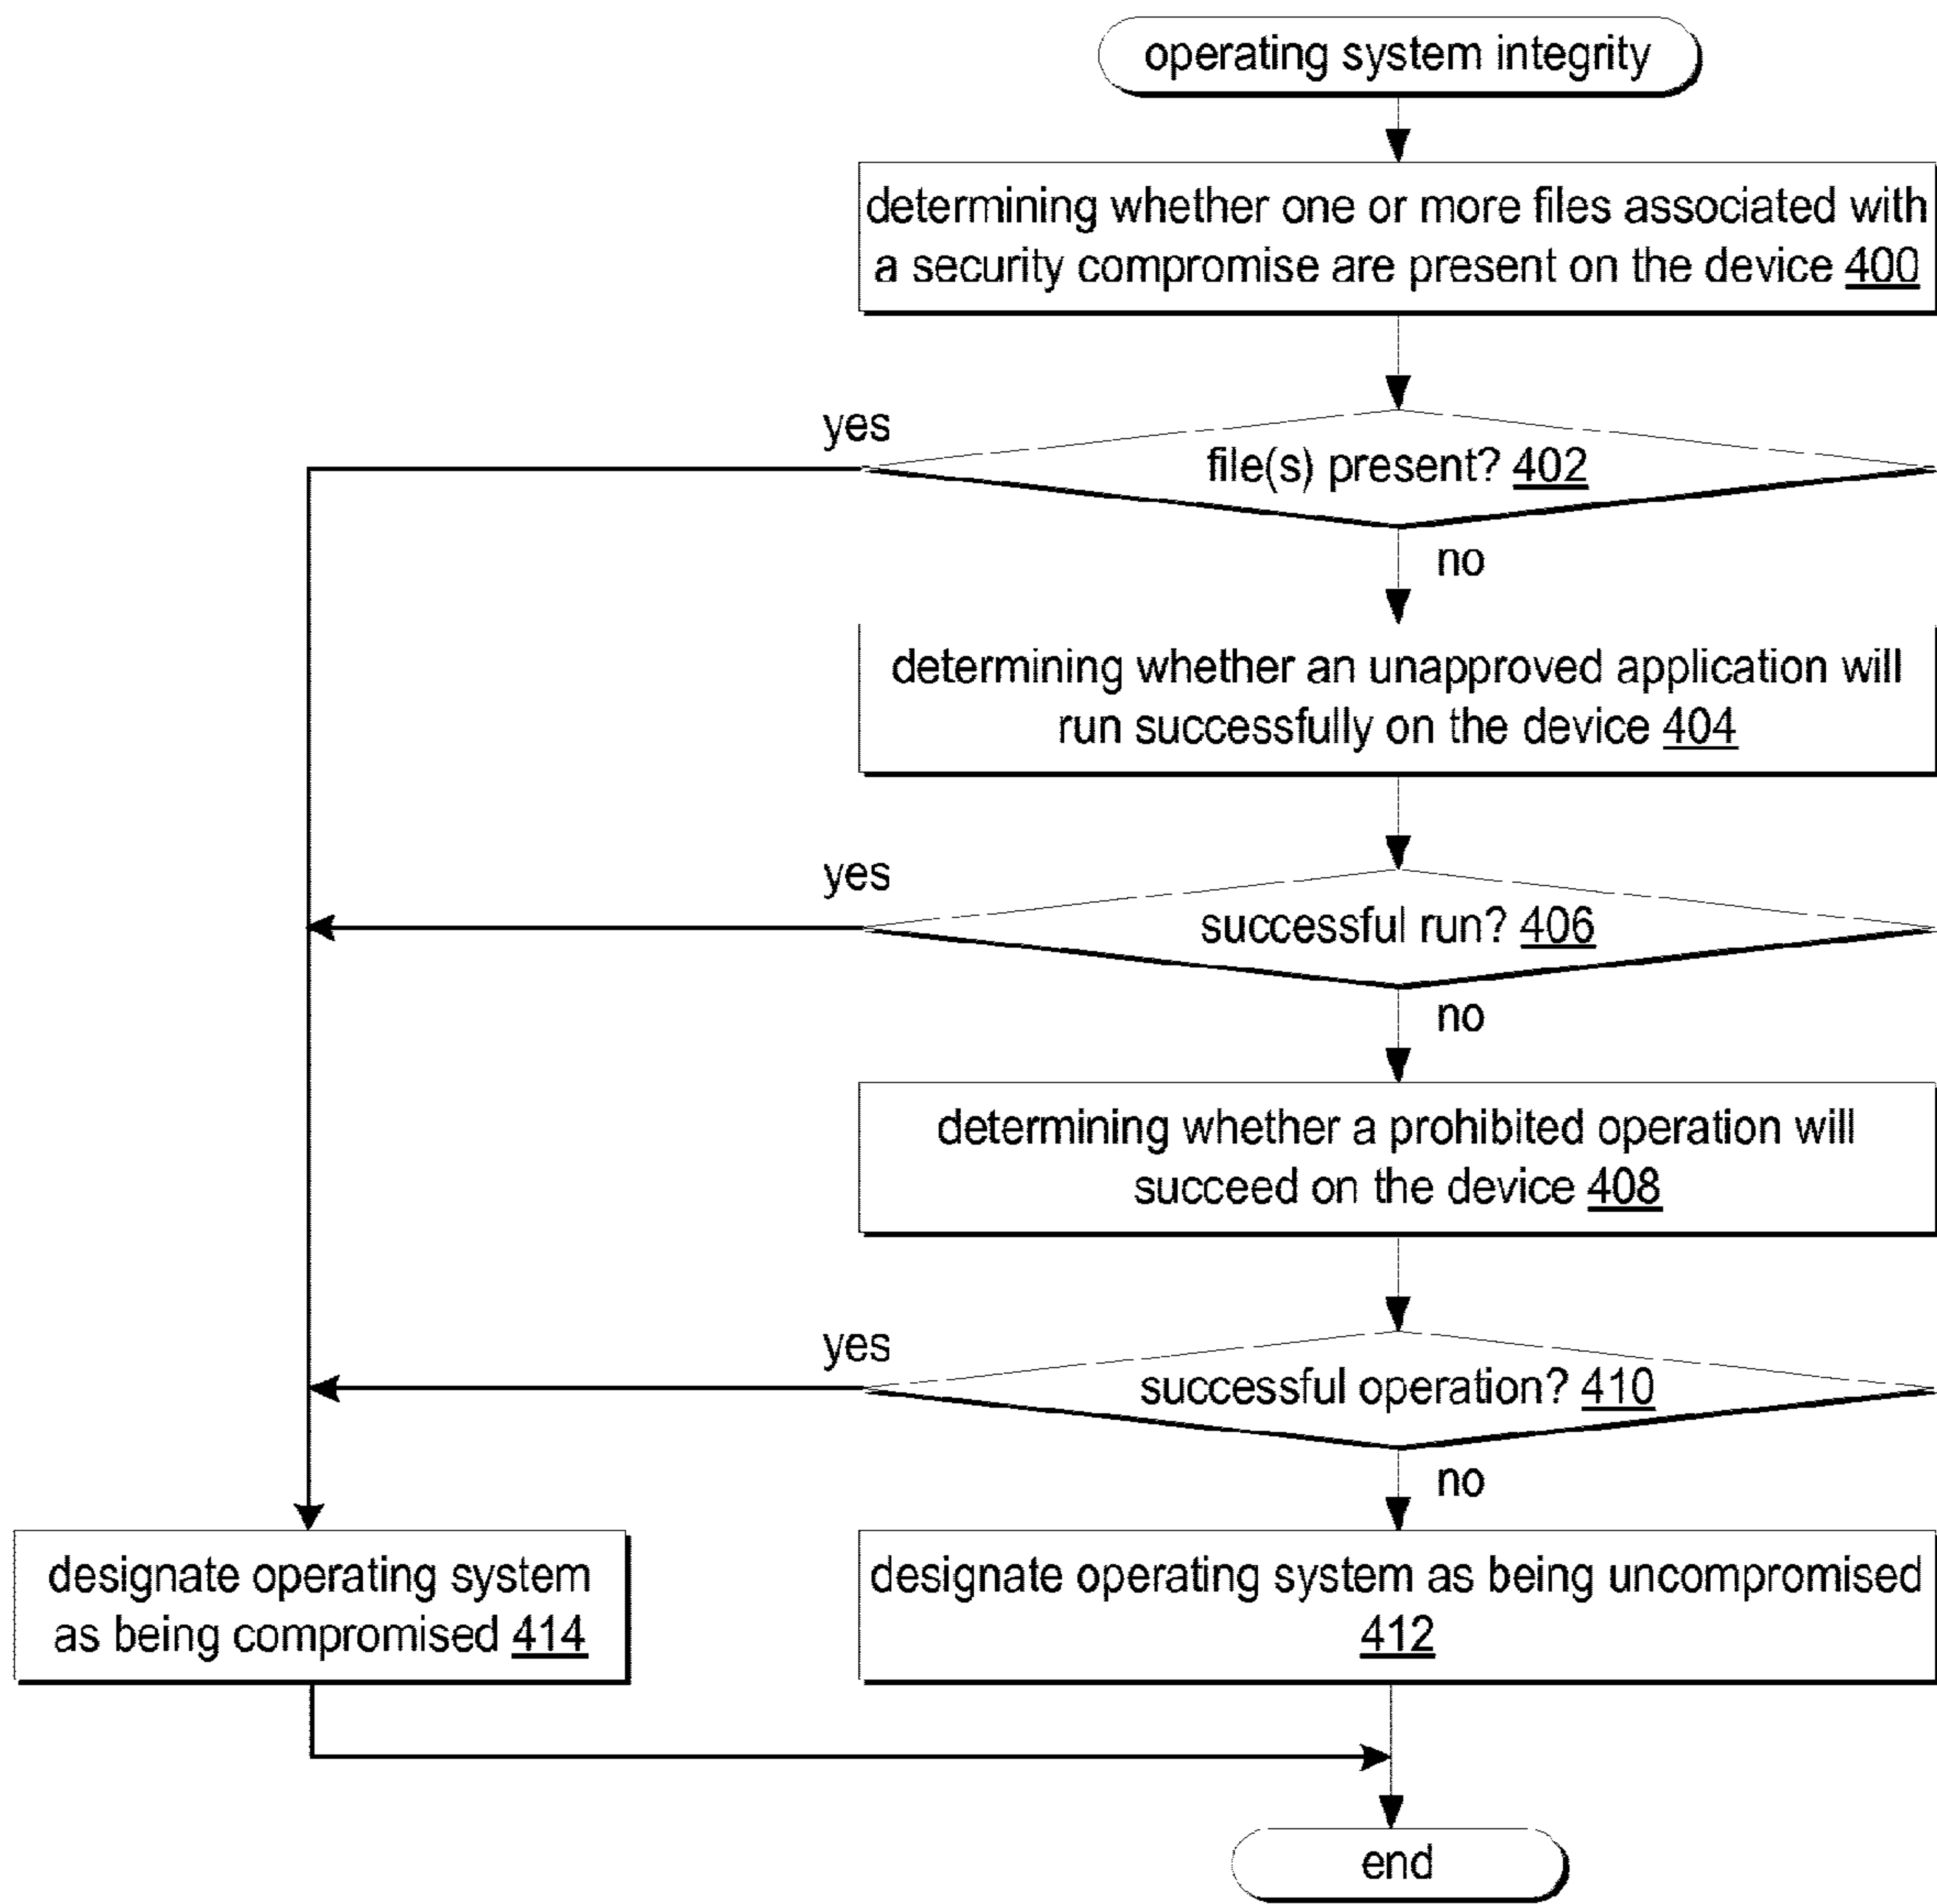 operating system integrity
determining whether one or more files associated with
a security compromise are present on the device 400
yes
file(s) present? 402
no
determining whether an unapproved application will
run successfully on the device 404
yes
successful run? 406
no
determining whether a prohibited operation will
succeed on the device 408
yes
successful operation? 410
no
designate operating system
as being compromised 414
designate operating system as being uncompromised
412
end